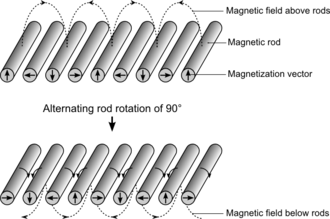 Magnetic field above rods
Magnetic rod
Magnetization vector
Alternating rod rotation of 90°
Magnetic field below rods